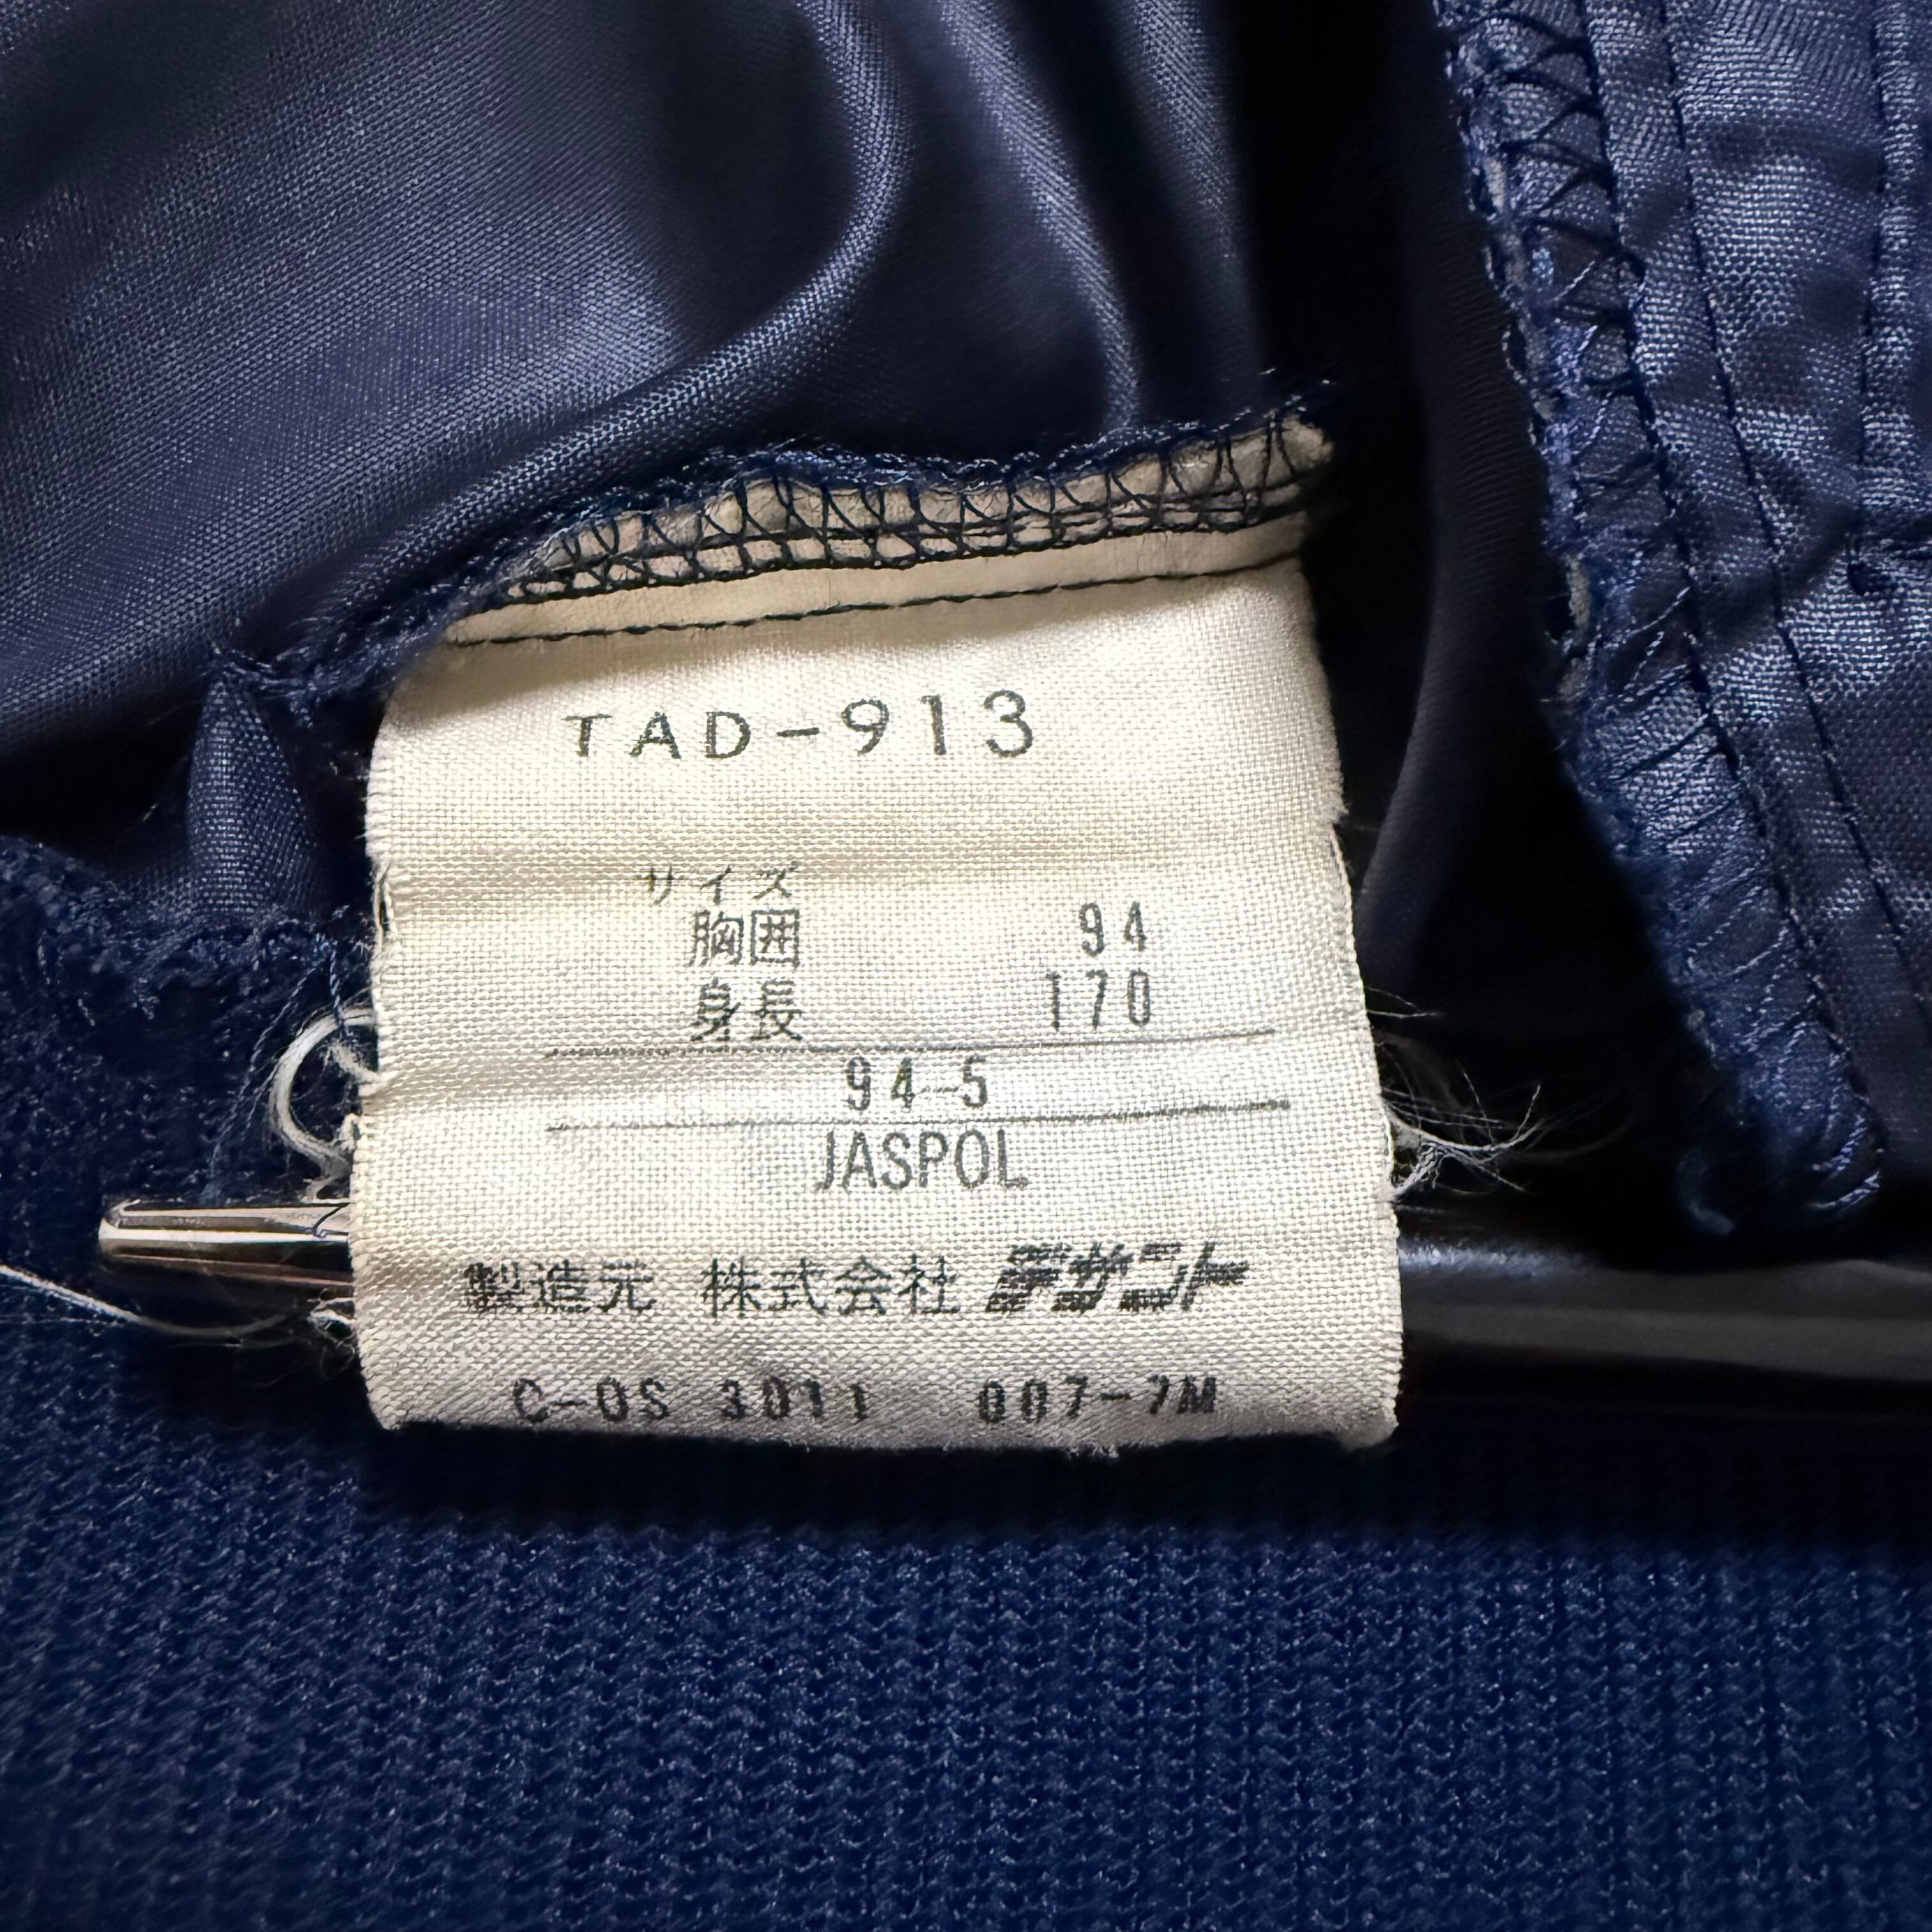 TAD-913
サイズ
胸囲 94
身長 170
94-5
JASPOL
製造元 株式会社 デサント
C-OS 3011 007-7M